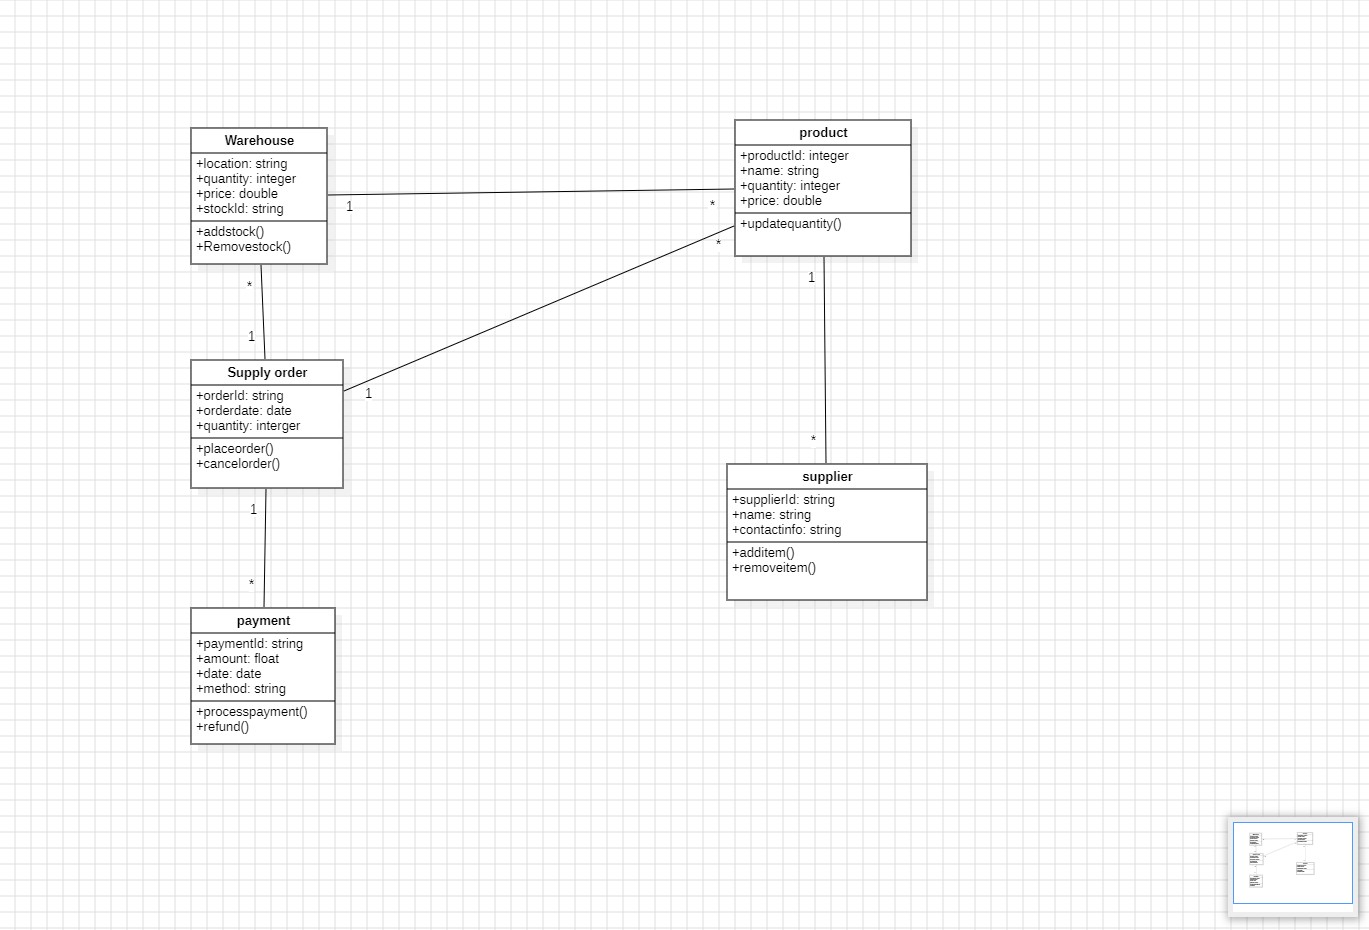 Warehouse
+location: string
+quantity: integer
+price: double
+stockId: string
+addstock()
+Removestock()
product
+productId: integer
+name: string
+quantity: integer
+price: double
+updatequantity()
1
*
*
1
*
1
Supply order
+orderId: string
+orderdate: date
+quantity: interger
+placeorder()
+cancelorder()
1
*
supplier
+supplierId: string
+name: string
+contactinfo: string
+additem()
+removeitem()
1
*
payment
+paymentId: string
+amount: float
+date: date
+method: string
+processpayment()
+refund()